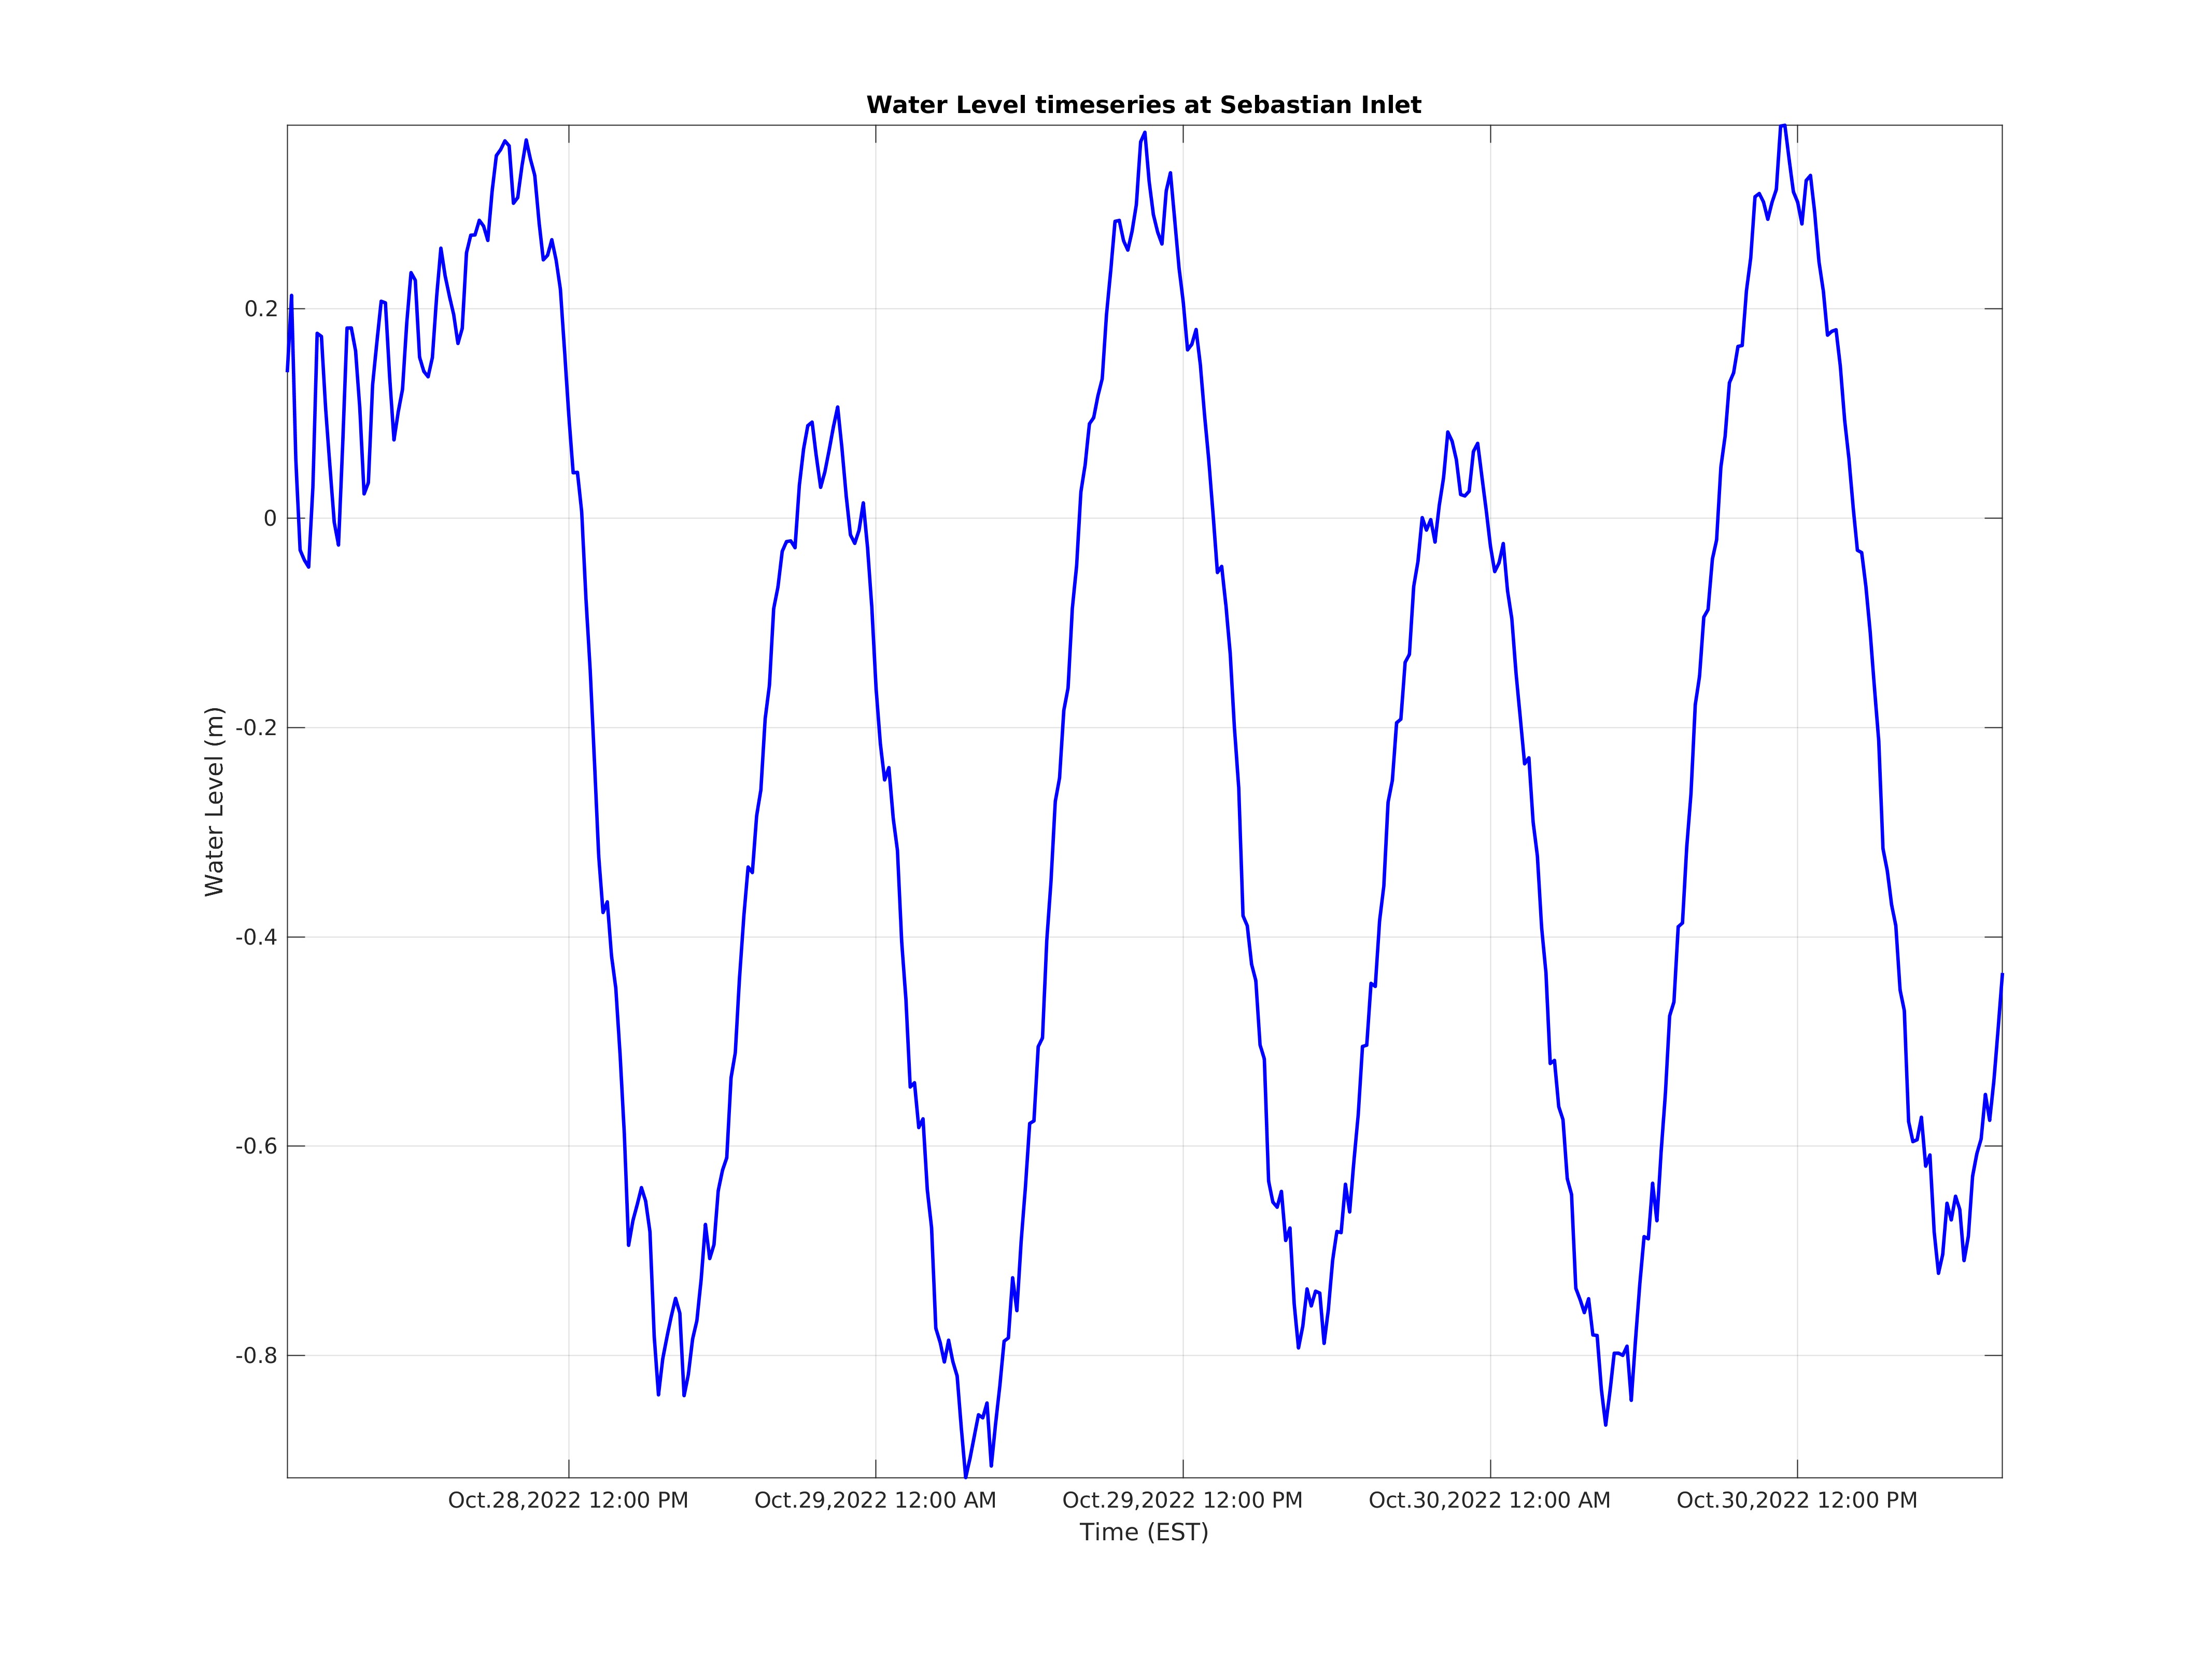 Water Level timeseries at Sebastian Inlet
Water Level (m)
0.2
0
-0.2
-0.4
-0.6
-0.8
Oct.28,2022 12:00 PM
Oct.29,2022 12:00 AM
Oct.29,2022 12:00 PM
Oct.30,2022 12:00 AM
Oct.30,2022 12:00 PM
Time (EST)